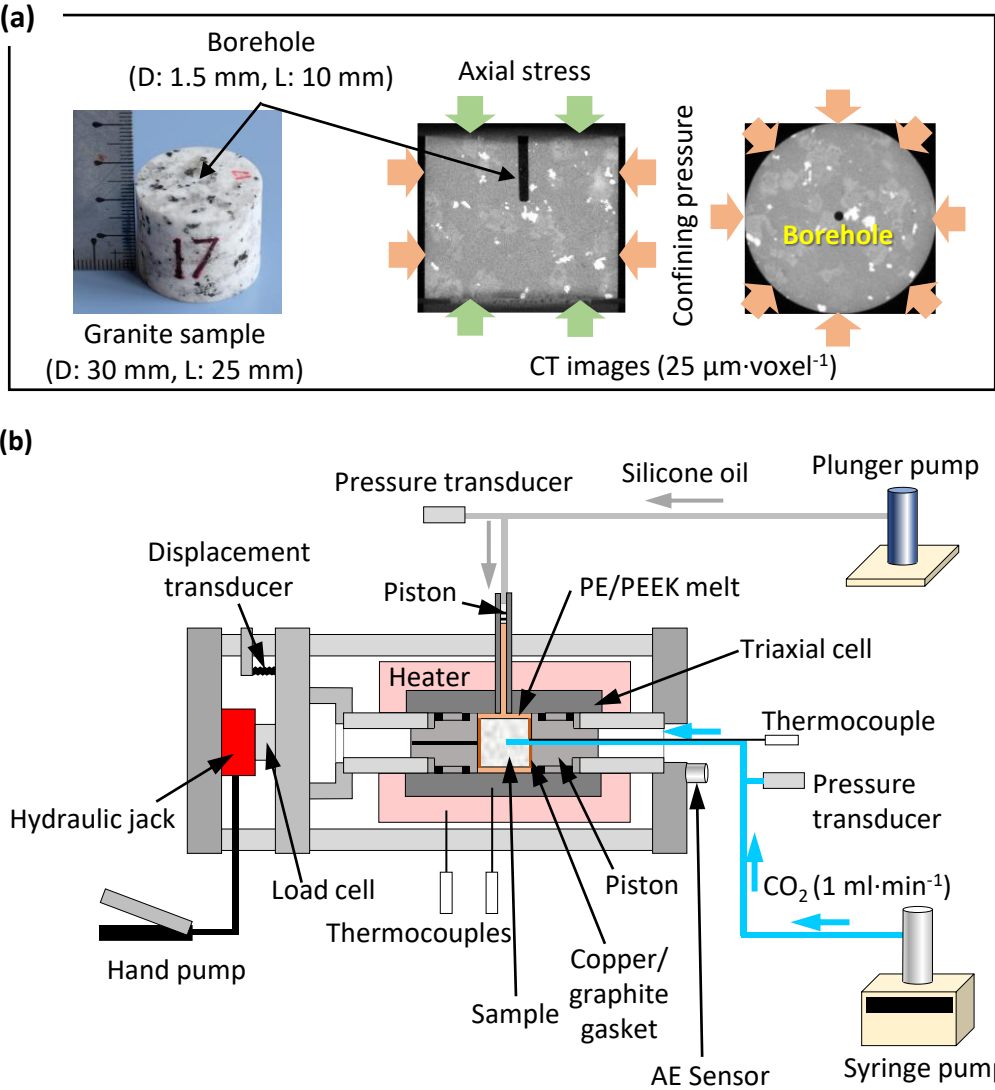 (a)
Borehole
(D: 1.5 mm, L: 10 mm)
Axial stress
Confining pressure
17
Borehole
Granite sample
(D: 30 mm, L: 25 mm)
CT images (25 µm·voxel⁻¹)
(b)
Plunger pump
Silicone oil
Pressure transducer
Displacement
transducer
Piston
PE/PEEK melt
Triaxial cell
Heater
Thermocouple
Pressure
transducer
Hydraulic jack
Load cell
Piston
CO₂ (1 ml·min⁻¹)
Thermocouples
Hand pump
Copper/
graphite
gasket
Sample
AE Sensor
Syringe pump